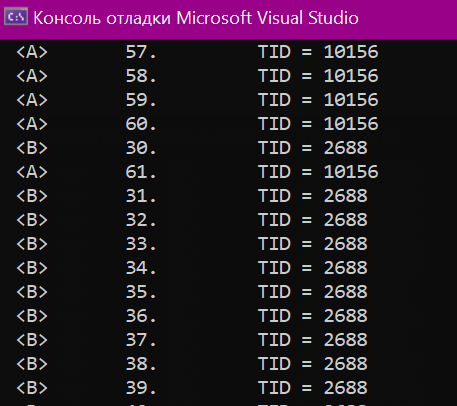 C:\ Консоль отладки Microsoft Visual Studio
<A> 57. TID = 10156
<A> 58. TID = 10156
<A> 59. TID = 10156
<A> 60. TID = 10156
<B> 30. TID = 2688
<A> 61. TID = 10156
<B> 31. TID = 2688
<B> 32. TID = 2688
<B> 33. TID = 2688
<B> 34. TID = 2688
<B> 35. TID = 2688
<B> 36. TID = 2688
<B> 37. TID = 2688
<B> 38. TID = 2688
<B> 39. TID = 2688